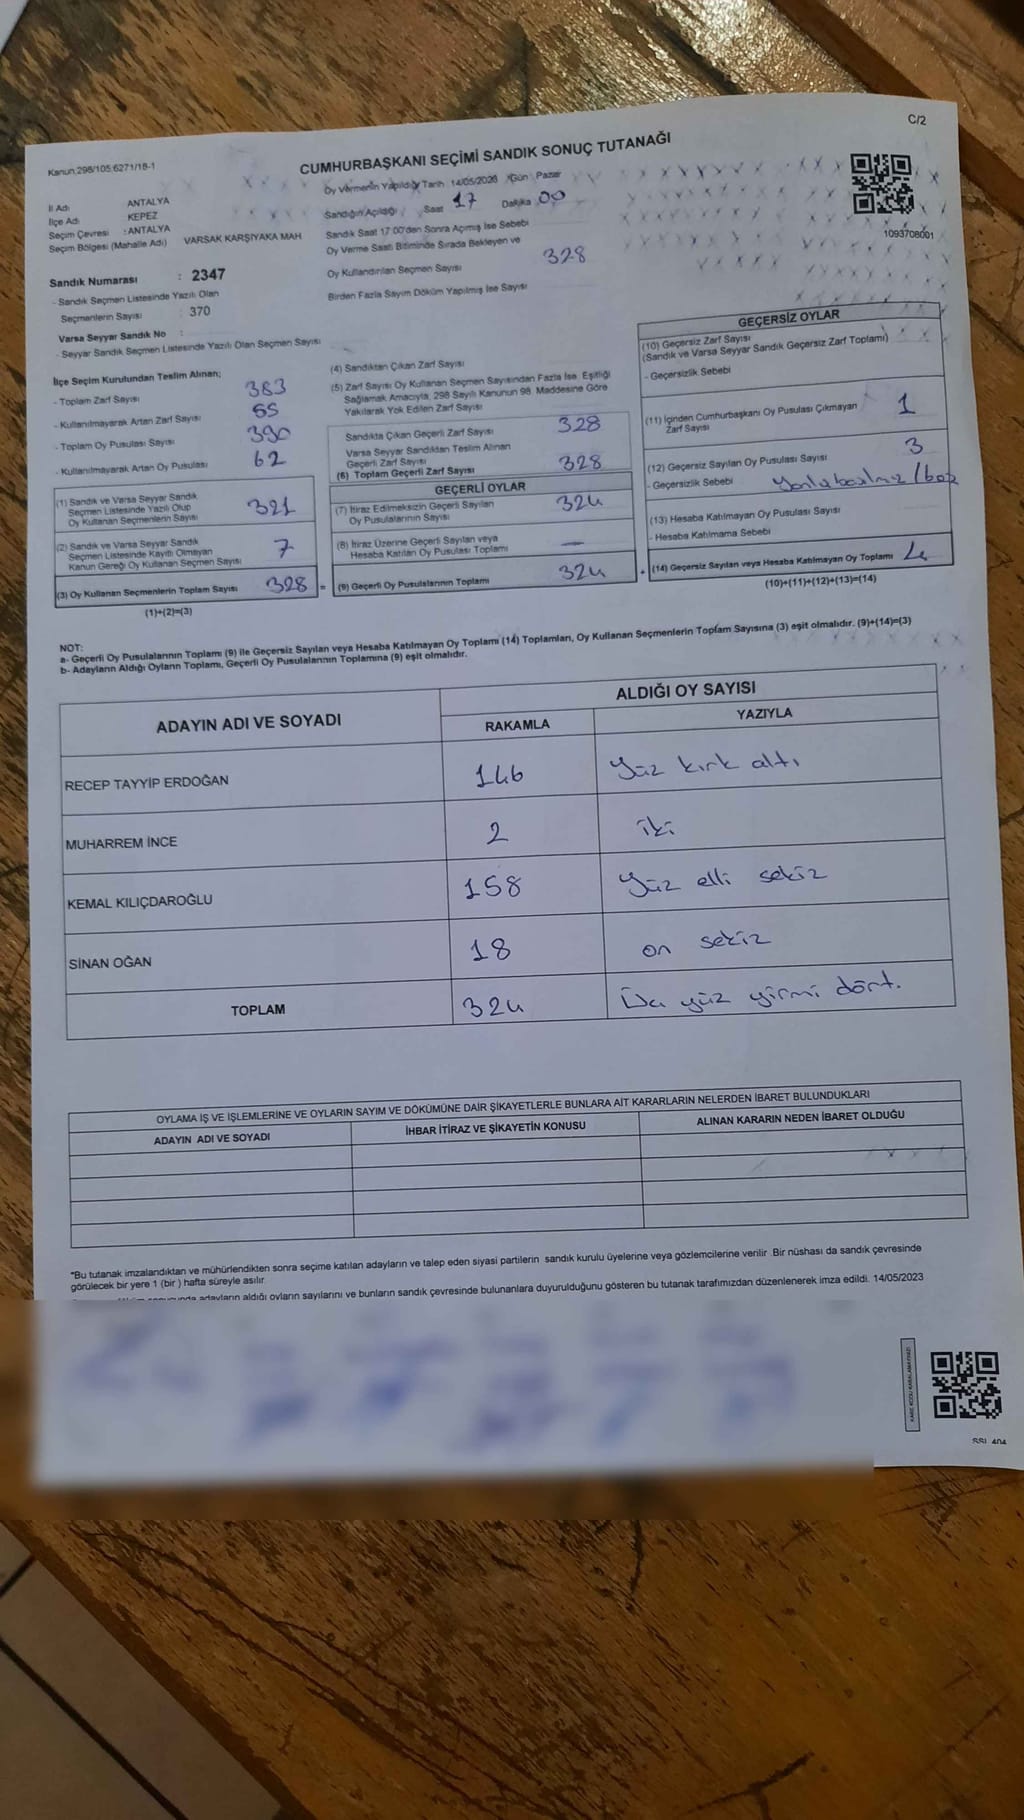 C/2
Kanun:298/105:6271/18-1
CUMHURBAŞKANI SEÇİMİ SANDIK SONUÇ TUTANAĞI
İl Adı ANTALYA
İlçe Adı KEPEZ
Seçim Çevresi : ANTALYA
Seçim Bölgesi (Mahalle Adı) VARSAK KARŞIYAKA MAH
Oy Vermenin Yapıldığı Tarih 14/05/2023 Gün Pazar
Sandığın Açıldığı Saat 17 Dakika 00
Sandık Saat 17:00'den Sonra Açımış İse Sebebi
Oy Verme Saati Bitiminde Sırada Bekleyen ve
Oy Kullandırılan Seçmen Sayısı 328
Birden Fazla Sayım Döküm Yapılmış İse Sayısı
1093708001
Sandık Numarası : 2347
- Sandık Seçmen Listesinde Yazılı Olan
Seçmenlerin Sayısı : 370
Varsa Seyyar Sandık No :
- Seyyar Sandık Seçmen Listesinde Yazılı Olan Seçmen Sayısı
İlçe Seçim Kurulundan Teslim Alınan;
- Toplam Zarf Sayısı 383
- Kullanılmayarak Artan Zarf Sayısı 55
- Toplam Oy Pusulası Sayısı 390
- Kullanılmayarak Artan Oy Pusulası 62
(1) Sandık ve Varsa Seyyar Sandık
Seçmen Listesinde Yazılı Olup
Oy Kullanan Seçmenlerin Sayısı 321
(2) Sandık ve Varsa Seyyar Sandık
Seçmen Listesinde Kayıtlı Olmayan
Kanun Gereği Oy Kullanan Seçmen Sayısı 7
(3) Oy Kullanan Seçmenlerin Toplam Sayısı 328 =
(1)+(2)=(3)
(4) Sandıktan Çıkan Zarf Sayısı
(5) Zarf Sayısı Oy Kullanan Seçmen Sayısından Fazla İse, Eşitliği
Sağlamak Amacıyla, 298 Sayılı Kanunun 98. Maddesine Göre
Yakılarak Yok Edilen Zarf Sayısı
Sandıkta Çıkan Geçerli Zarf Sayısı 328
Varsa Seyyar Sandıktan Teslim Alınan
Geçerli Zarf Sayısı
(6) Toplam Geçerli Zarf Sayısı 328
GEÇERLİ OYLAR
(7) İtiraz Edilmeksizin Geçerli Sayılan
Oy Pusulalarının Sayısı 324
(8) İtiraz Üzerine Geçerli Sayılan veya
Hesaba Katılan Oy Pusulası Toplamı —
(9) Geçerli Oy Pusulalarının Toplamı 324 +
GEÇERSİZ OYLAR
(10) Geçersiz Zarf Sayısı
(Sandık ve Varsa Seyyar Sandık Geçersiz Zarf Toplamı)
- Geçersizlik Sebebi
(11) İçinden Cumhurbaşkanı Oy Pusulası Çıkmayan
Zarf Sayısı 1
(12) Geçersiz Sayılan Oy Pusulası Sayısı 3
- Geçersizlik Sebebi /boş
(13) Hesaba Katılmayan Oy Pusulası Sayısı
- Hesaba Katılmama Sebebi
(14) Geçersiz Sayılan veya Hesaba Katılmayan Oy Toplamı 4
(10)+(11)+(12)+(13)=(14)
NOT:
a- Geçerli Oy Pusulalarının Toplamı (9) ile Geçersiz Sayılan veya Hesaba Katılmayan Oy Toplamı (14) Toplamları, Oy Kullanan Seçmenlerin Toplam Sayısına (3) eşit olmalıdır. (9)+(14)=(3)
b- Adayların Aldığı Oyların Toplamı, Geçerli Oy Pusulalarının Toplamına (9) eşit olmalıdır.
ADAYIN ADI VE SOYADI
ALDIĞI OY SAYISI
RAKAMLA YAZIYLA
RECEP TAYYİP ERDOĞAN 146 Yüz kırk altı
MUHARREM İNCE 2 iki
KEMAL KILIÇDAROĞLU 158 Yüz elli sekiz
SİNAN OĞAN 18 on sekiz
TOPLAM 324 Üç yüz yirmi dört.
OYLAMA İŞ VE İŞLEMLERİNE VE OYLARIN SAYIM VE DÖKÜMÜNE DAİR ŞİKAYETLERLE BUNLARA AİT KARARLARIN NELERDEN İBARET BULUNDUKLARI
ADAYIN ADI VE SOYADI İHBAR İTİRAZ VE ŞİKAYETİN KONUSU ALINAN KARARIN NEDEN İBARET OLDUĞU
*Bu tutanak imzalandıktan ve mühürlendikten sonra seçime katılan adayların ve talep eden siyasi partilerin sandık kurulu üyelerine veya gözlemcilerine verilir .Bir nüshası da sandık çevresinde
görülecek bir yere 1 (bir ) hafta süreyle asılır.
adayların aldığı oyların sayılarını ve bunların sandık çevresinde bulunanlara duyurulduğunu gösteren bu tutanak tarafımızdan düzenlenerek imza edildi. 14/05/2023
KARE KODU KARALAMAYINIZ!